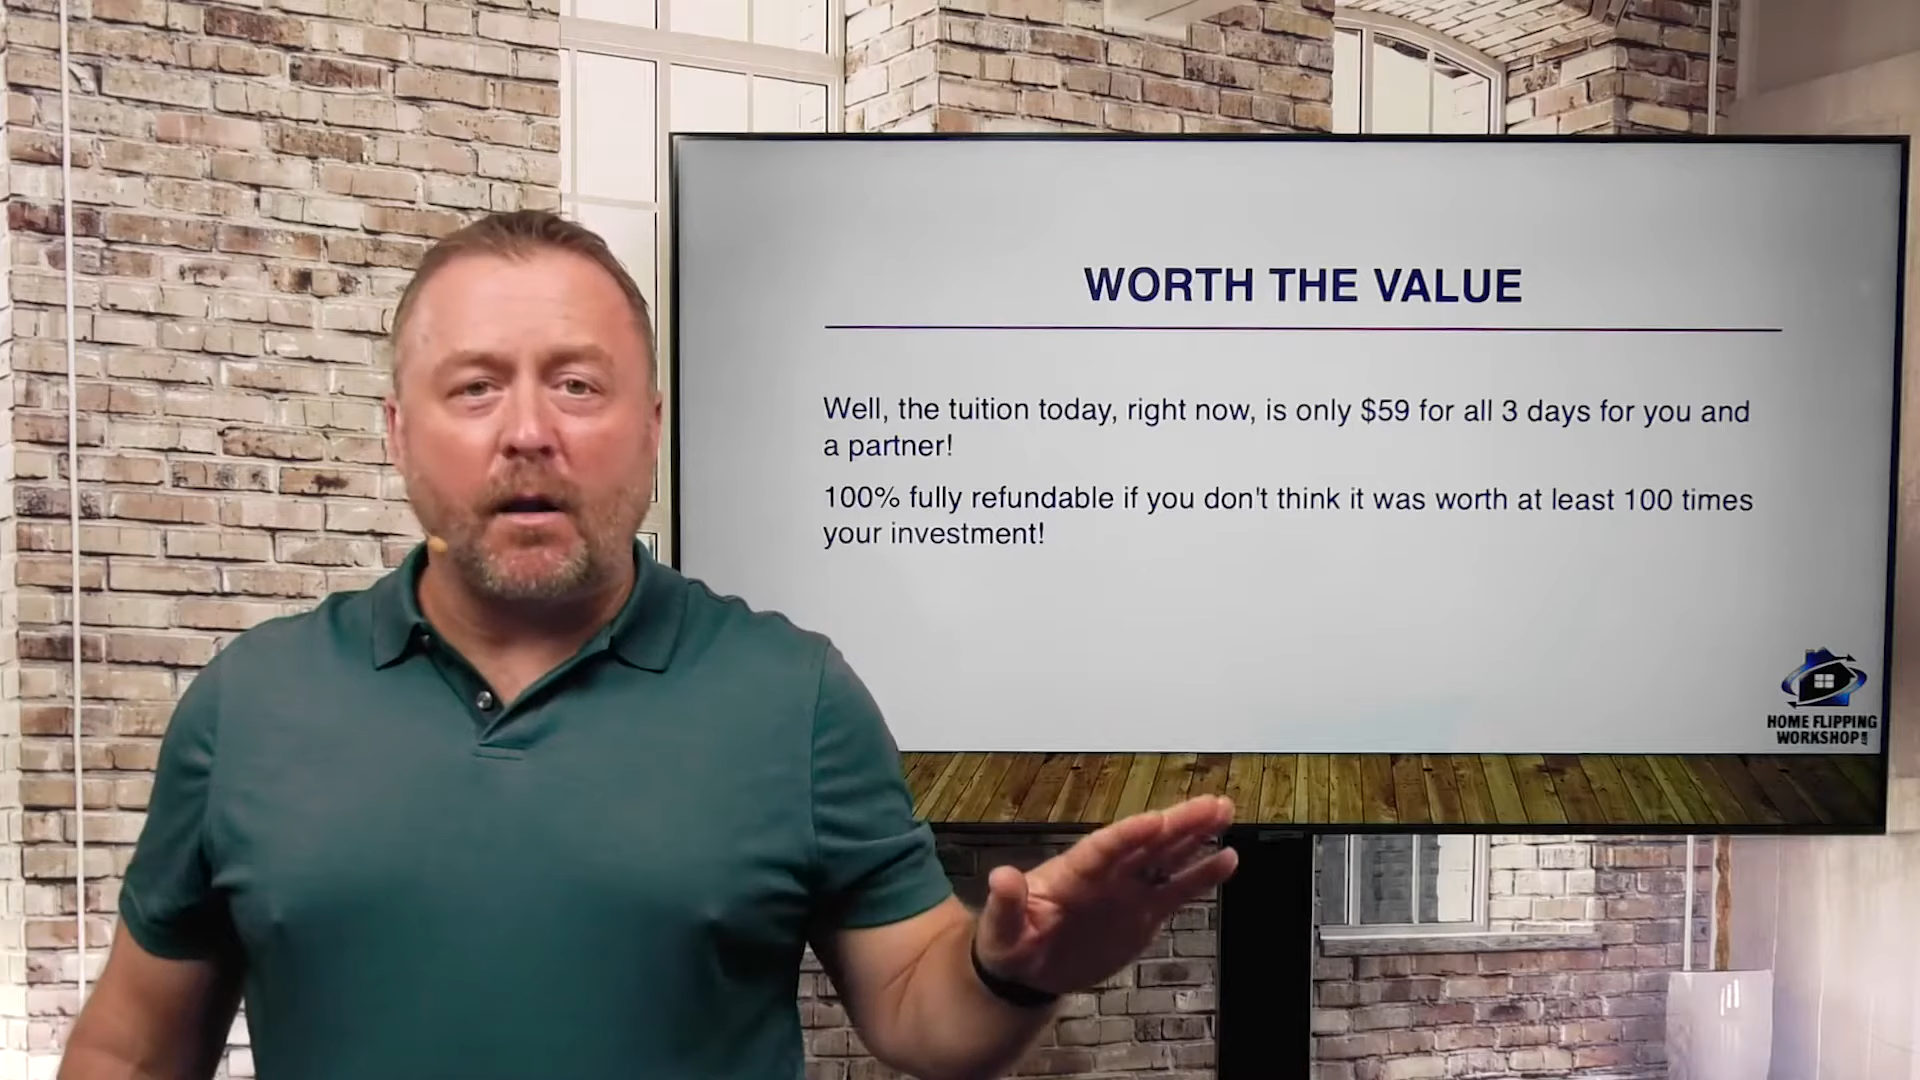 WORTH THE VALUE
Well, the tuition today, right now, is only $59 for all 3 days for you and
a partner!
100% fully refundable if you don't think it was worth at least 100 times
your investment!
HOME FLIPPING
WORKSHOP